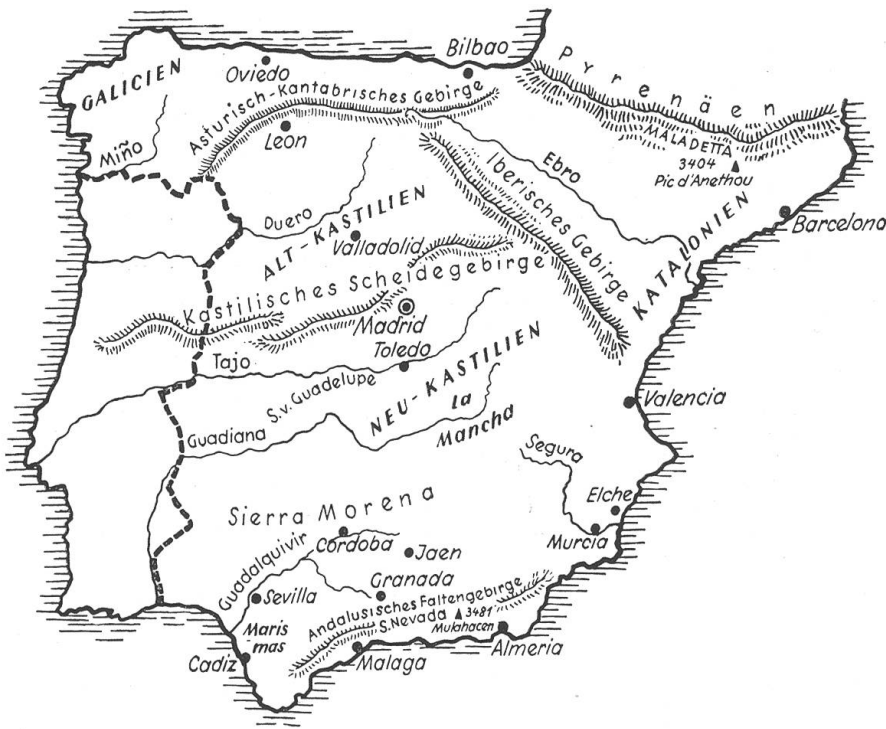 Bilbao
Pyrenäen
Oviedo
GALICIEN
Asturisch-Kantabrisches Gebirge
Leon
MALADETTA
3404
Pic d'Anethou
Miño
Ebro
Iberisches Gebirge
Duero
ALT-KASTILIEN
Valladolid
KATALONIEN
Barcelona
Kastilisches Scheidegebirge
Madrid
Toledo
Tajo
S.v. Guadelupe
NEU-KASTILIEN
La
Mancha
Valencia
Guadiana
Segura
Elche
Murcia
Sierra Morena
Guadalquivir
Cordoba
Jaen
Granada
Sevilla
Andalusisches Faltengebirge
S.Nevada
3481
Mulahacen
Maris
mas
Cadiz
Malaga
Almeria